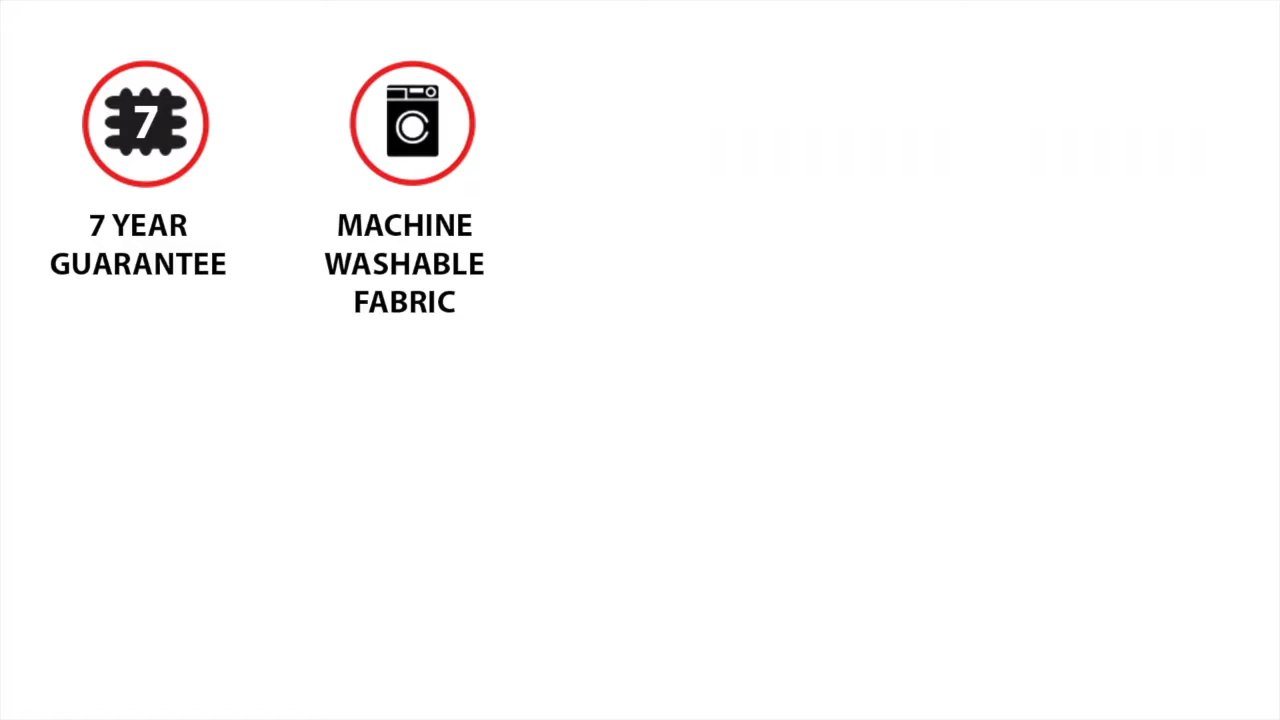 7
7 YEAR
GUARANTEE
MACHINE
WASHABLE
FABRIC